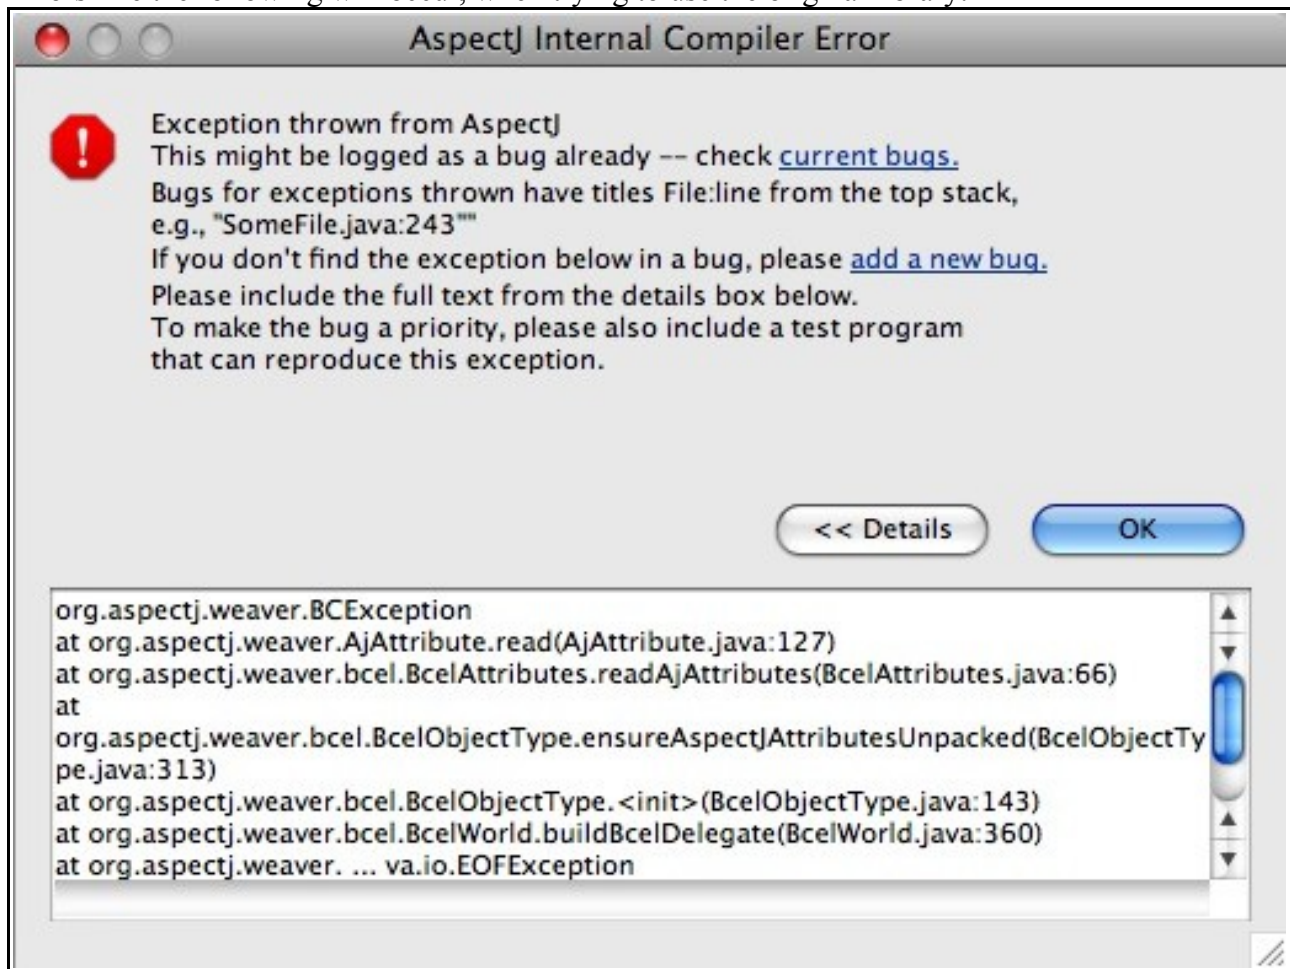 AspectJ Internal Compiler Error
Exception thrown from AspectJ
This might be logged as a bug already -- check current bugs.
Bugs for exceptions thrown have titles File:line from the top stack,
e.g., "SomeFile.java:243""
If you don't find the exception below in a bug, please add a new bug.
Please include the full text from the details box below.
To make the bug a priority, please also include a test program
that can reproduce this exception.
<< Details
OK
org.aspectj.weaver.BCException
at org.aspectj.weaver.AjAttribute.read(AjAttribute.java:127)
at org.aspectj.weaver.bcel.BcelAttributes.readAjAttributes(BcelAttributes.java:66)
at
org.aspectj.weaver.bcel.BcelObjectType.ensureAspectJAttributesUnpacked(BcelObjectTy
pe.java:313)
at org.aspectj.weaver.bcel.BcelObjectType.<init>(BcelObjectType.java:143)
at org.aspectj.weaver.bcel.BcelWorld.buildBcelDelegate(BcelWorld.java:360)
at org.aspectj.weaver. ... va.io.EOFException